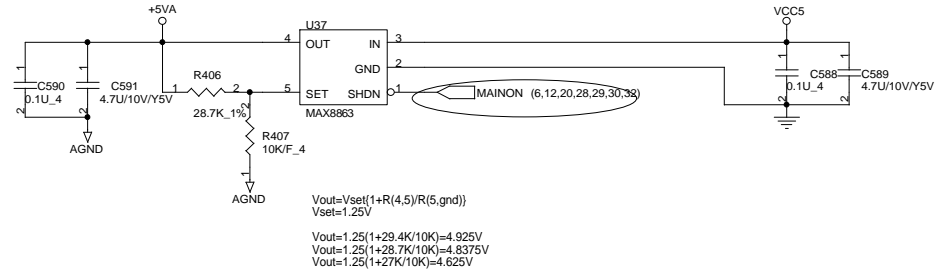 +5VA
VCC5
U37
4 OUT IN 3
GND 2
5 SET SHDN 1
MAX8863
R406
1 2
28.7K_1%
R407
10K/F_4
2
1
AGND
1
C590
0.1U_4
2
1
C591
4.7U/10V/Y5V
2
AGND
MAINON (6,12,20,28,29,30,32)
1
C588
0.1U_4
2
1
C589
4.7U/10V/Y5V
2
Vout=Vset{1+R(4,5)/R(5,gnd)}
Vset=1.25V
Vout=1.25(1+29.4K/10K)=4.925V
Vout=1.25(1+28.7K/10K)=4.8375V
Vout=1.25(1+27K/10K)=4.625V